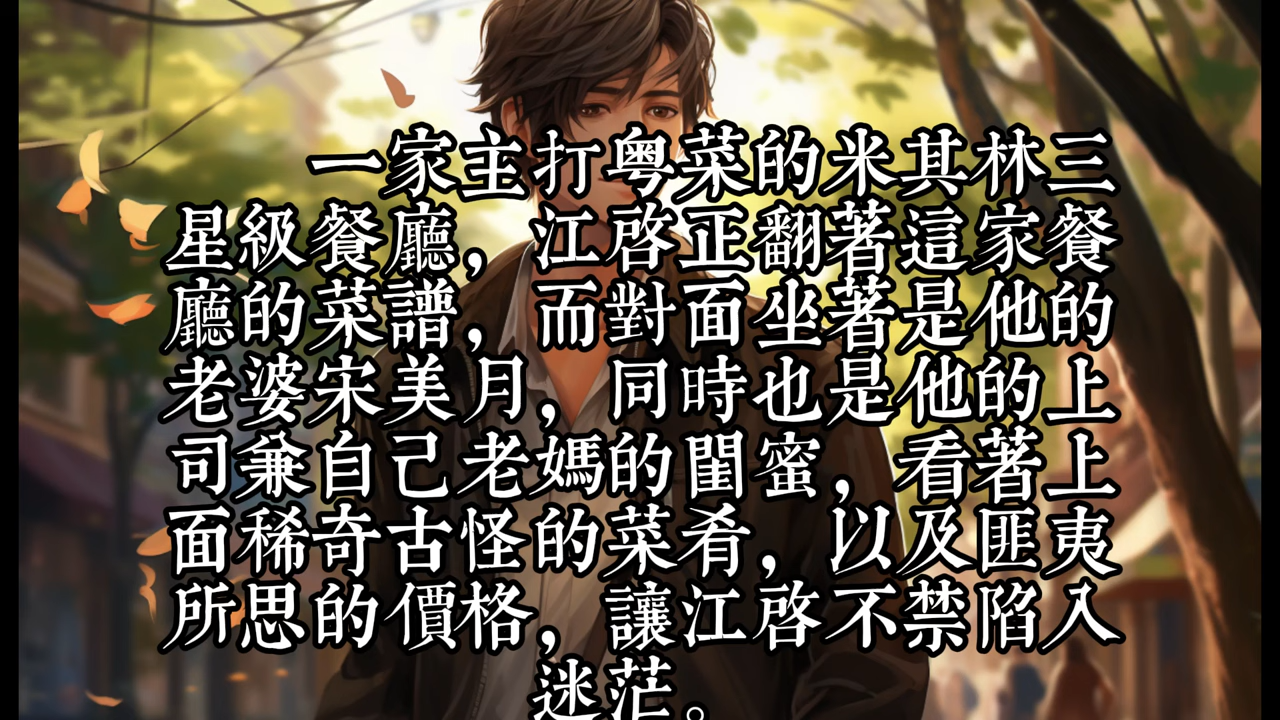 一家主打粵菜的米其林三
星級餐廳，江啓正翻著這家餐
廳的菜譜，而對面坐著是他的
老婆宋美月，同時也是他的上
司兼自己老媽的閨蜜，看著上
面稀奇古怪的菜肴，以及匪夷
所思的價格，讓江啓不禁陷入
迷茫。